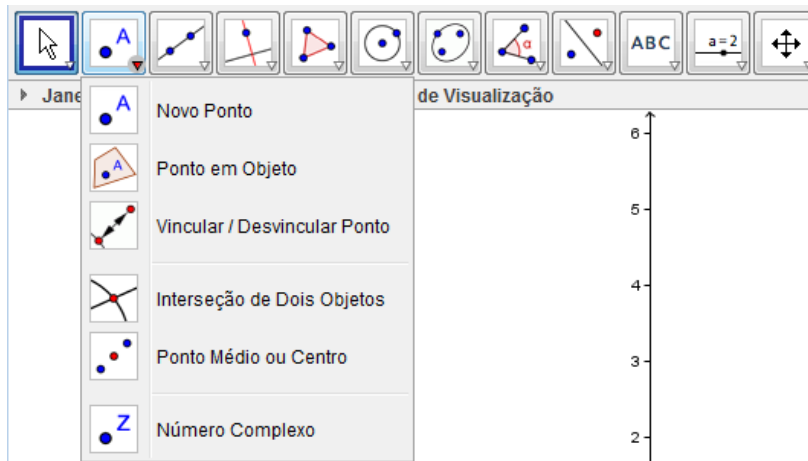 A
α
ABC
a=2
Jane
de Visualização
A
Novo Ponto
A
Ponto em Objeto
Vincular / Desvincular Ponto
Interseção de Dois Objetos
Ponto Médio ou Centro
Z
Número Complexo
6
5
4
3
2